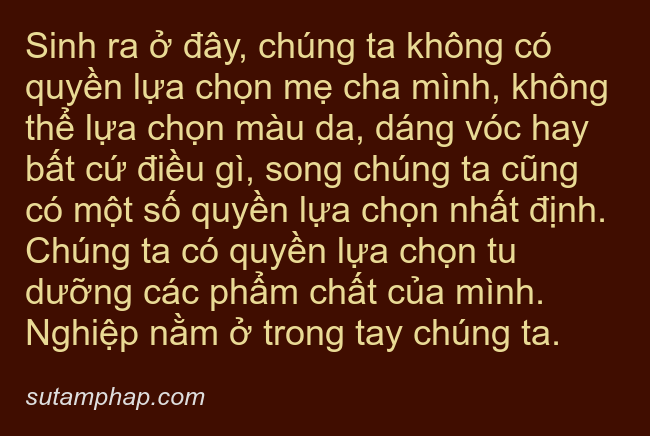 Sinh ra ở đây, chúng ta không có
quyền lựa chọn mẹ cha mình, không
thể lựa chọn màu da, dáng vóc hay
bất cứ điều gì, song chúng ta cũng
có một số quyền lựa chọn nhất định.
Chúng ta có quyền lựa chọn tu
dưỡng các phẩm chất của mình.
Nghiệp nằm ở trong tay chúng ta.
sutamphap.com